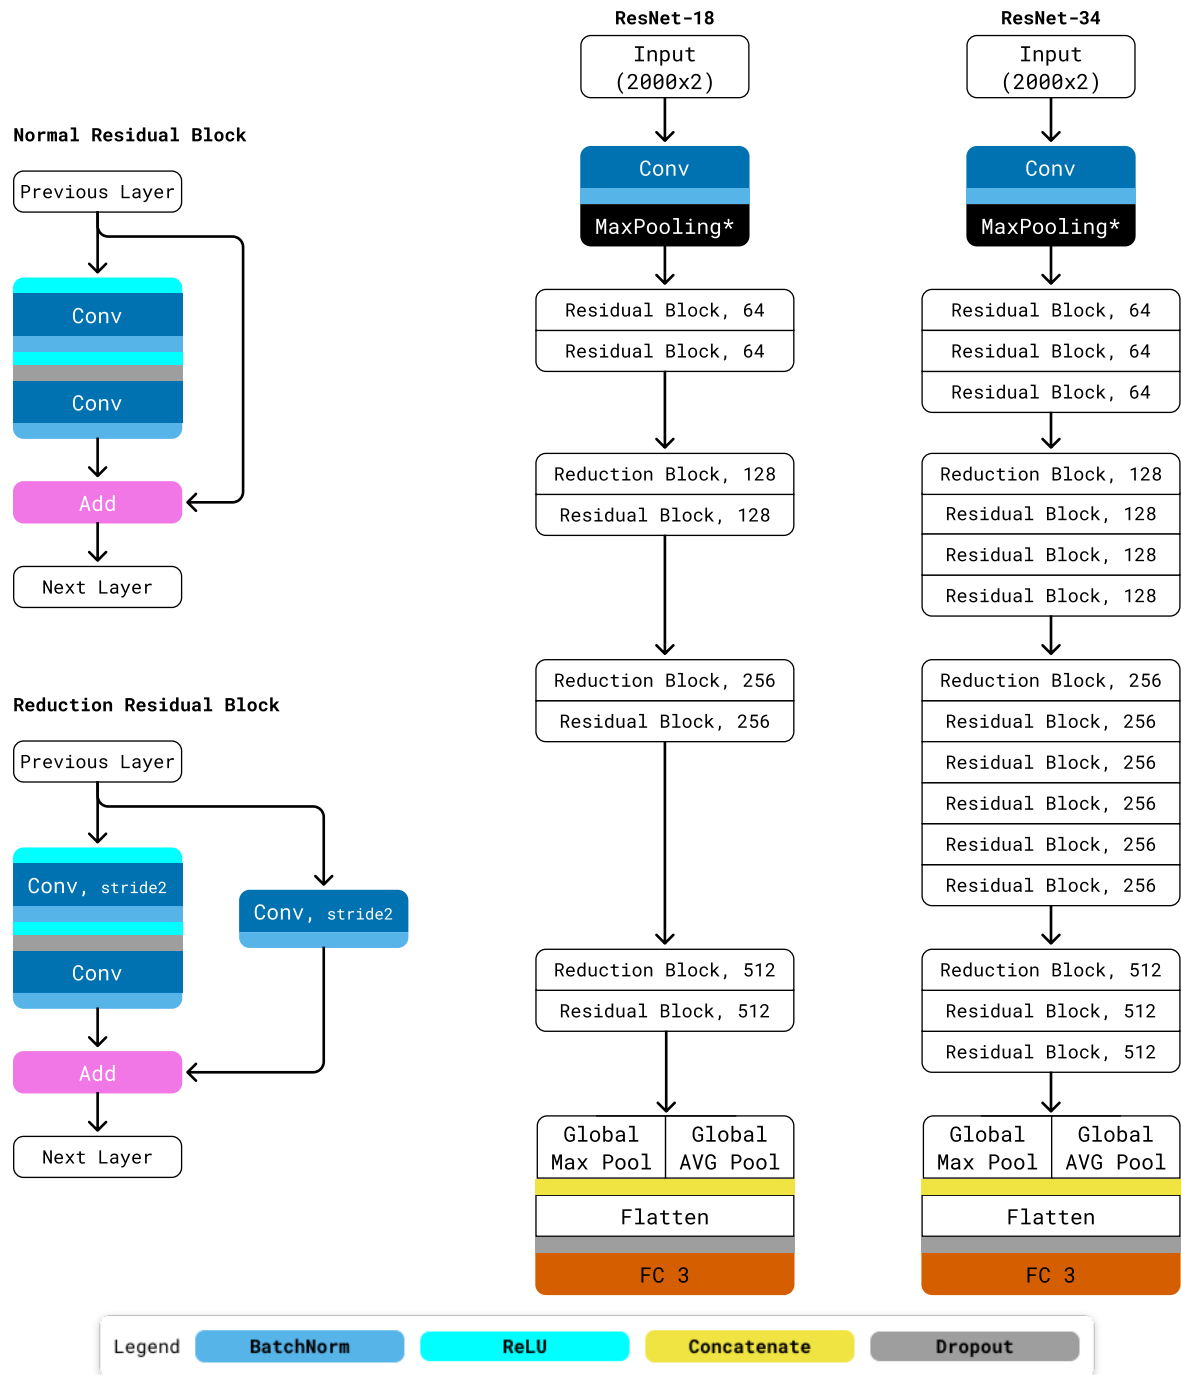 Normal Residual Block
Previous Layer
Conv
Conv
Add
Next Layer
Reduction Residual Block
Previous Layer
Conv, stride2
Conv, stride2
Conv
Add
Next Layer
ResNet-18
Input
(2000x2)
Conv
MaxPooling*
Residual Block, 64
Residual Block, 64
Reduction Block, 128
Residual Block, 128
Reduction Block, 256
Residual Block, 256
Reduction Block, 512
Residual Block, 512
Global
Max Pool
Global
AVG Pool
Flatten
FC 3
ResNet-34
Input
(2000x2)
Conv
MaxPooling*
Residual Block, 64
Residual Block, 64
Residual Block, 64
Reduction Block, 128
Residual Block, 128
Residual Block, 128
Residual Block, 128
Reduction Block, 256
Residual Block, 256
Residual Block, 256
Residual Block, 256
Residual Block, 256
Residual Block, 256
Reduction Block, 512
Residual Block, 512
Residual Block, 512
Global
Max Pool
Global
AVG Pool
Flatten
FC 3
Legend
BatchNorm
ReLU
Concatenate
Dropout